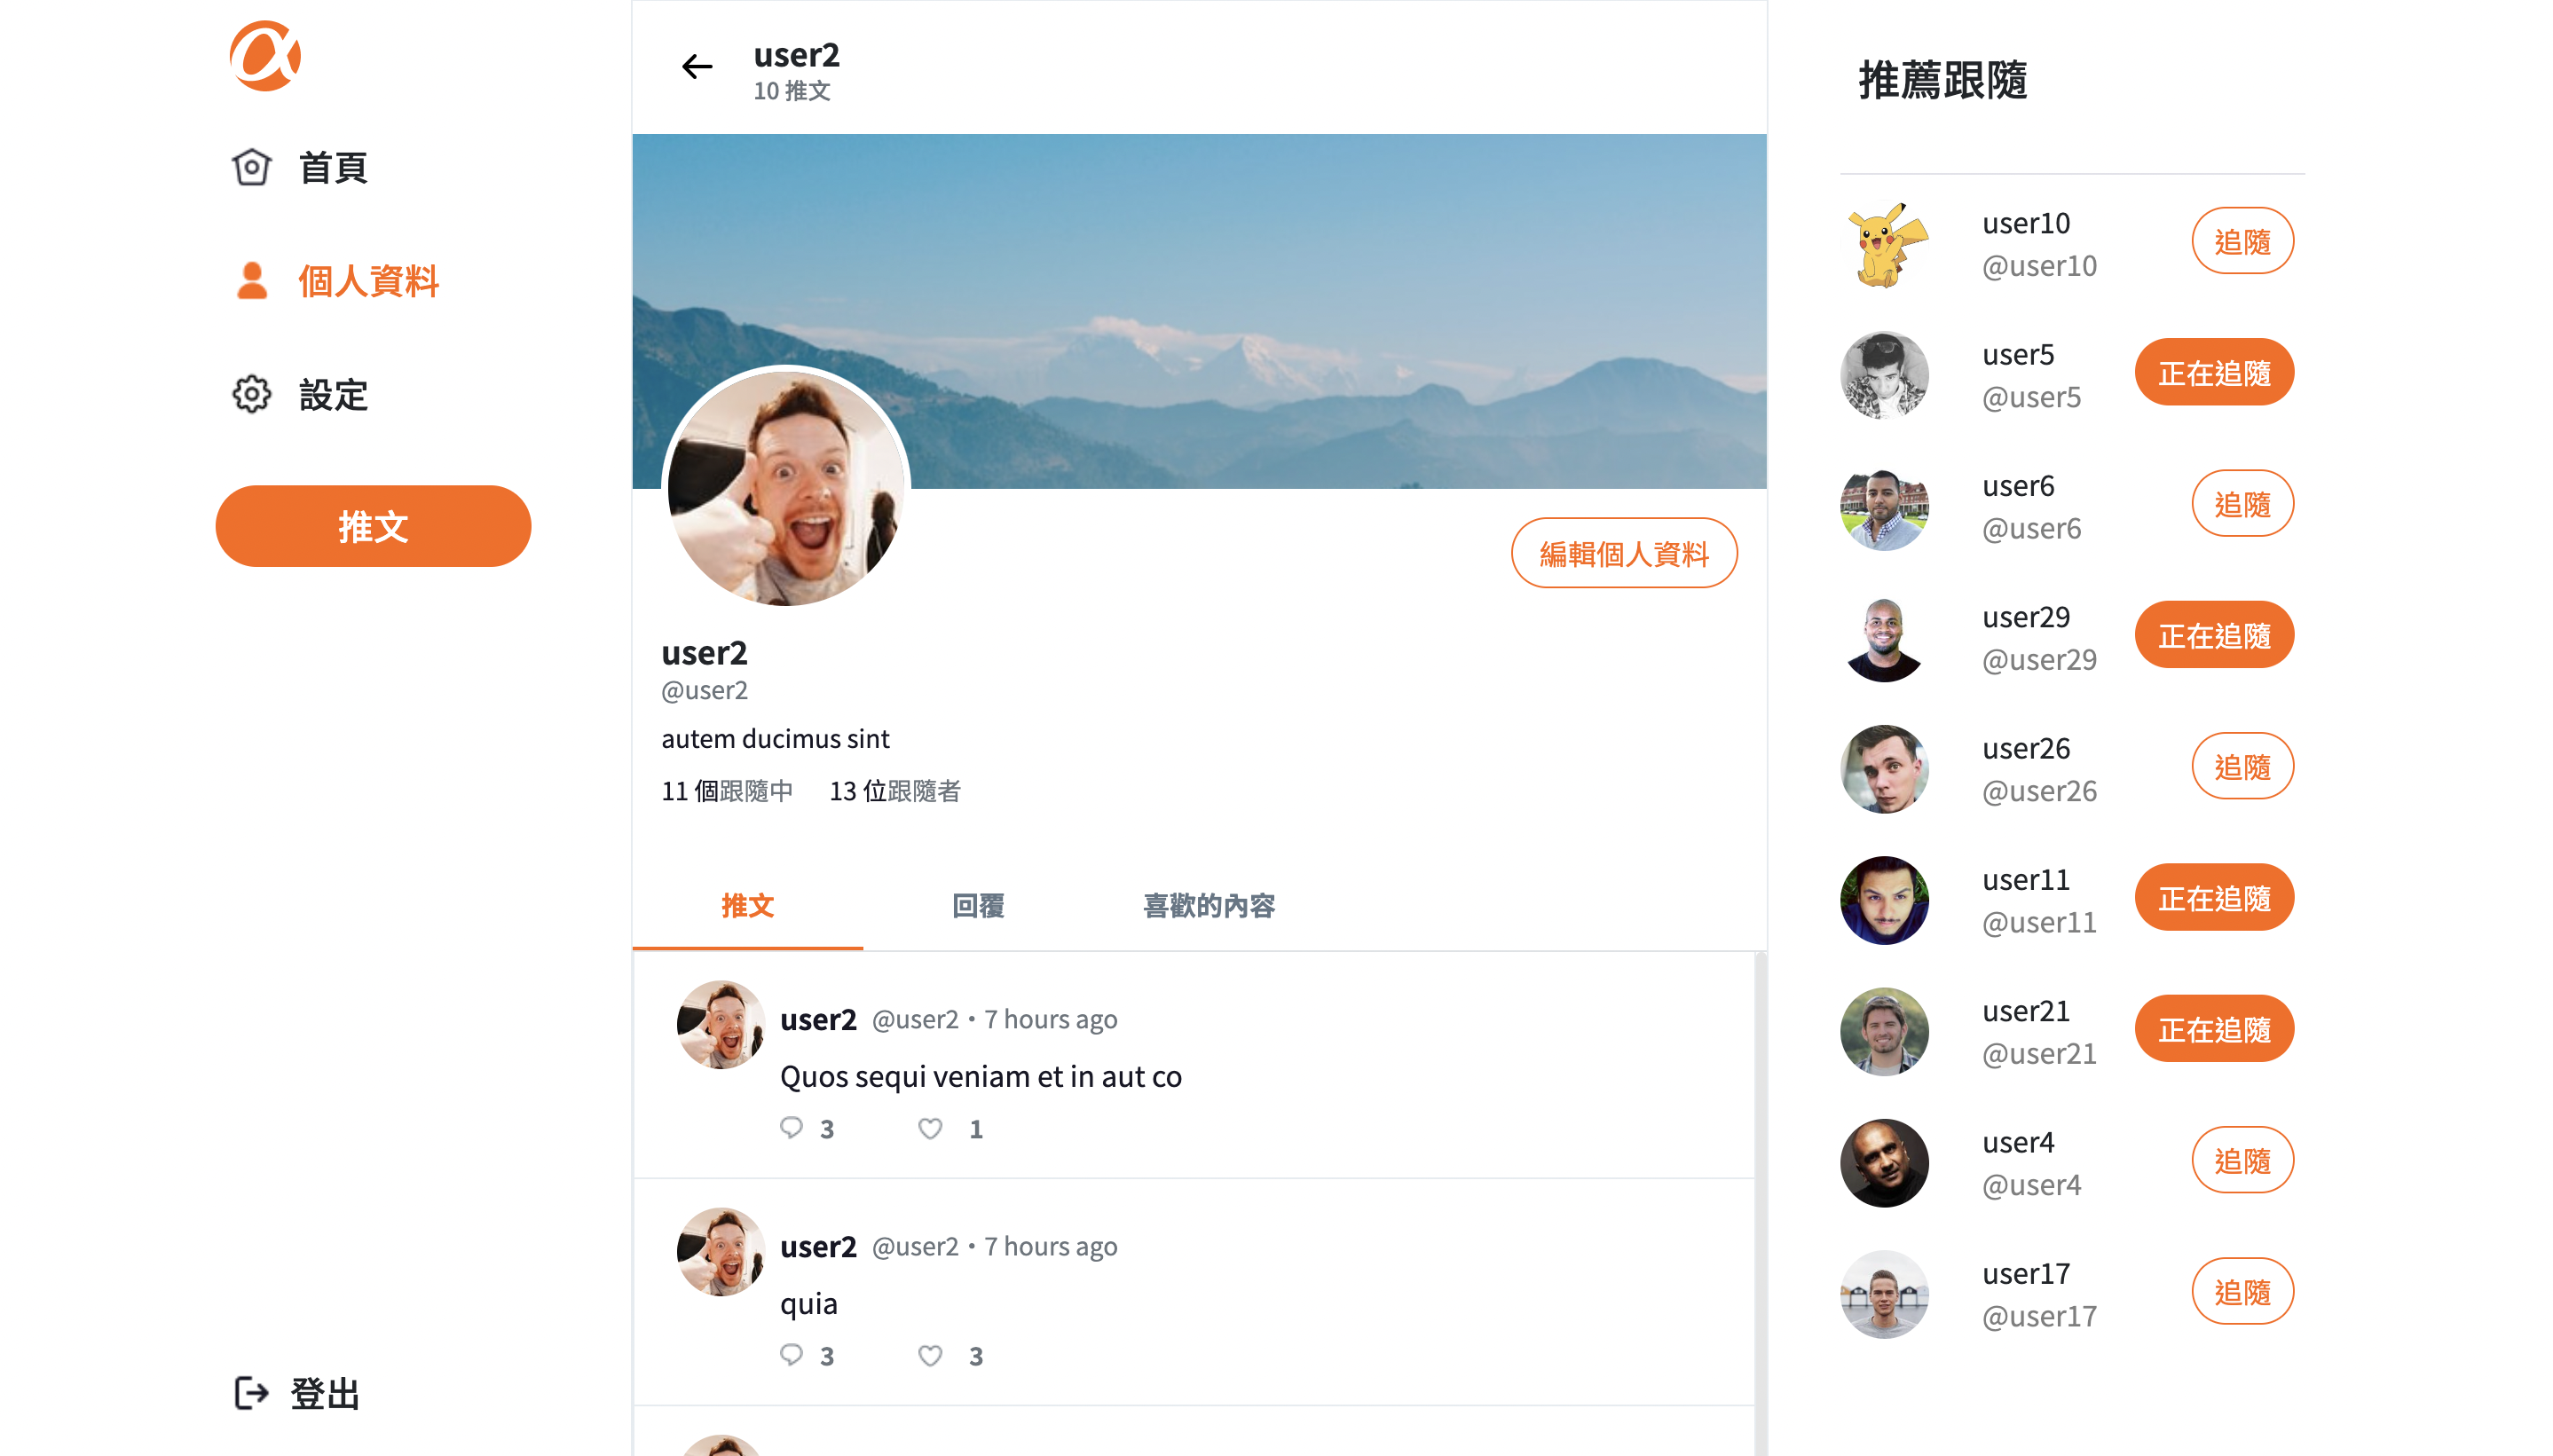 首頁
個人資料
設定
推文
登出
user2
10 推文
編輯個人資料
user2
@user2
autem ducimus sint
11 個跟隨中 13 位跟隨者
推文 回覆 喜歡的內容
user2 @user2・7 hours ago
Quos sequi veniam et in aut co
3 1
user2 @user2・7 hours ago
quia
3 3
推薦跟隨
user10
@user10
追隨
user5
@user5
正在追隨
user6
@user6
追隨
user29
@user29
正在追隨
user26
@user26
追隨
user11
@user11
正在追隨
user21
@user21
正在追隨
user4
@user4
追隨
user17
@user17
追隨